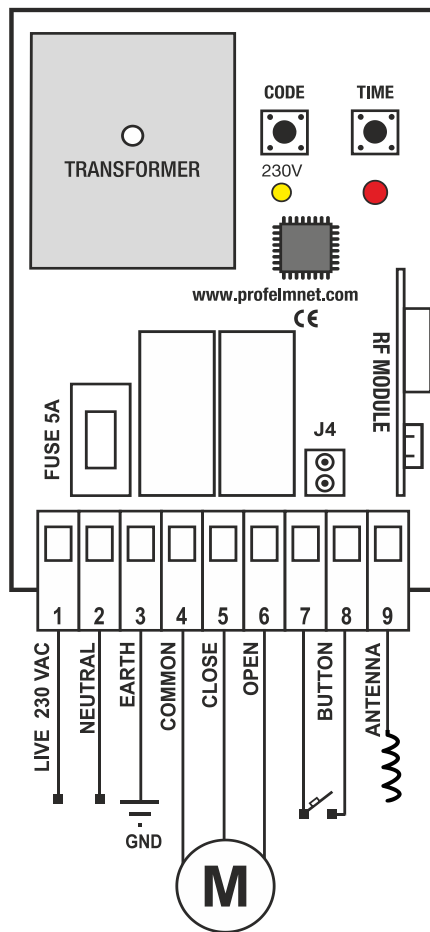 CODE TIME
TRANSFORMER
230V
www.profelmnet.com
CE
RF MODULE
FUSE 5A
J4
1 2 3 4 5 6 7 8 9
LIVE 230 VAC
NEUTRAL
EARTH
COMMON
CLOSE
OPEN
BUTTON
ANTENNA
GND
M